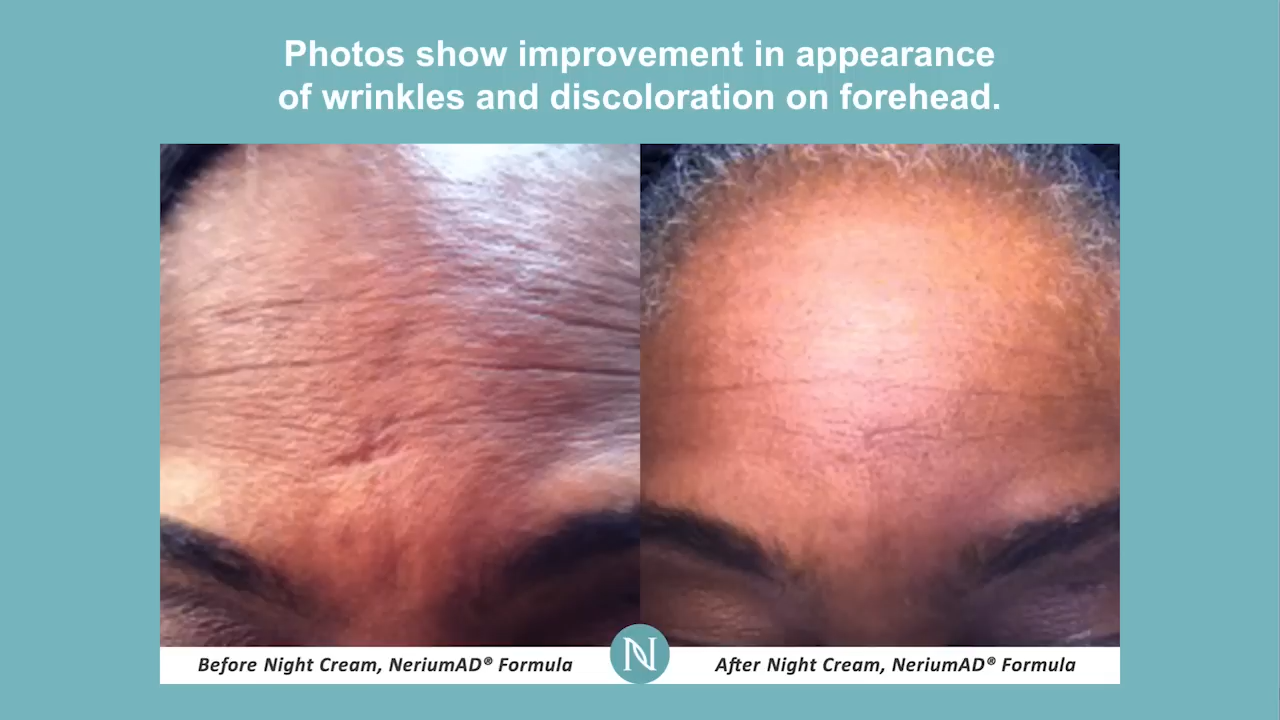 Photos show improvement in appearance
of wrinkles and discoloration on forehead.
Before Night Cream, NeriumAD® Formula
N
After Night Cream, NeriumAD® Formula